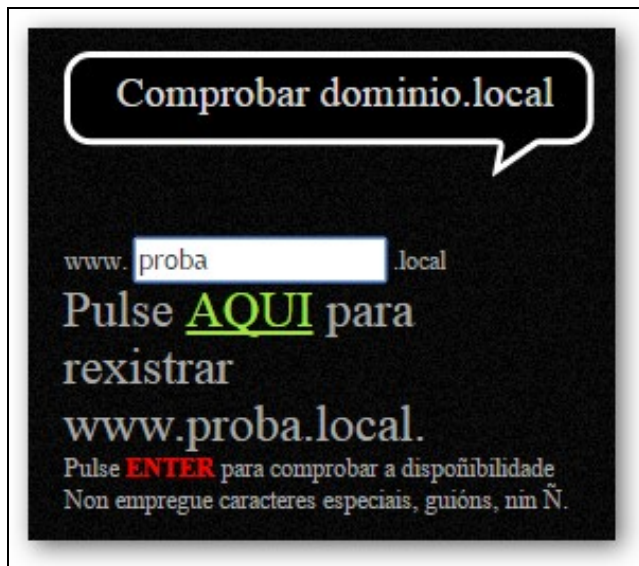 Comprobar dominio.local
www. proba .local
Pulse AQUI para
rexistrar
www.proba.local.
Pulse ENTER para comprobar a dispoñibilidade
Non empregue caracteres especiais, guións, nin Ñ.